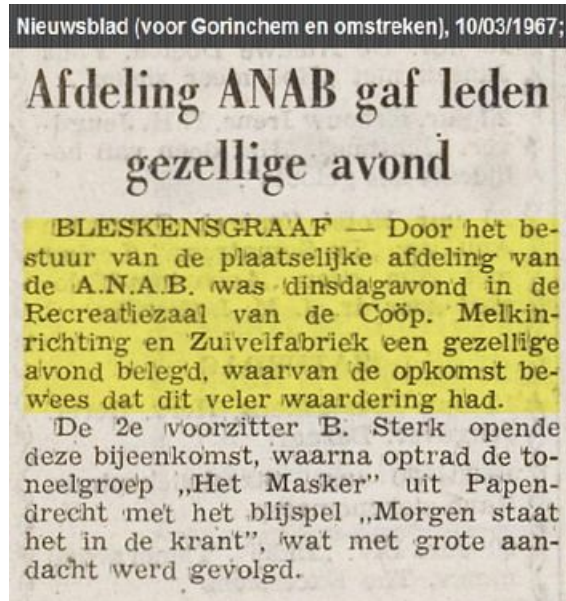 Nieuwsblad (voor Gorinchem en omstreken), 10/03/1967;
Afdeling ANAB gaf leden
gezellige avond
BLESKENSGRAAF — Door het be-
stuur van de plaatselijke afdeling van
de A.N.A.B. was dinsdagavond in de
Recreatiezaal van de Coöp. Melkin-
richting en Zuivelfabriek een gezellige
avond belegd, waarvan de opkomst be-
wees dat dit veler waardering had.
De 2e voorzitter B. Sterk opende
deze bijeenkomst, waarna optrad de to-
neelgroep „Het Masker” uit Papen-
drecht met het blijspel „Morgen staat
het in de krant”, wat met grote aan-
dacht werd gevolgd.